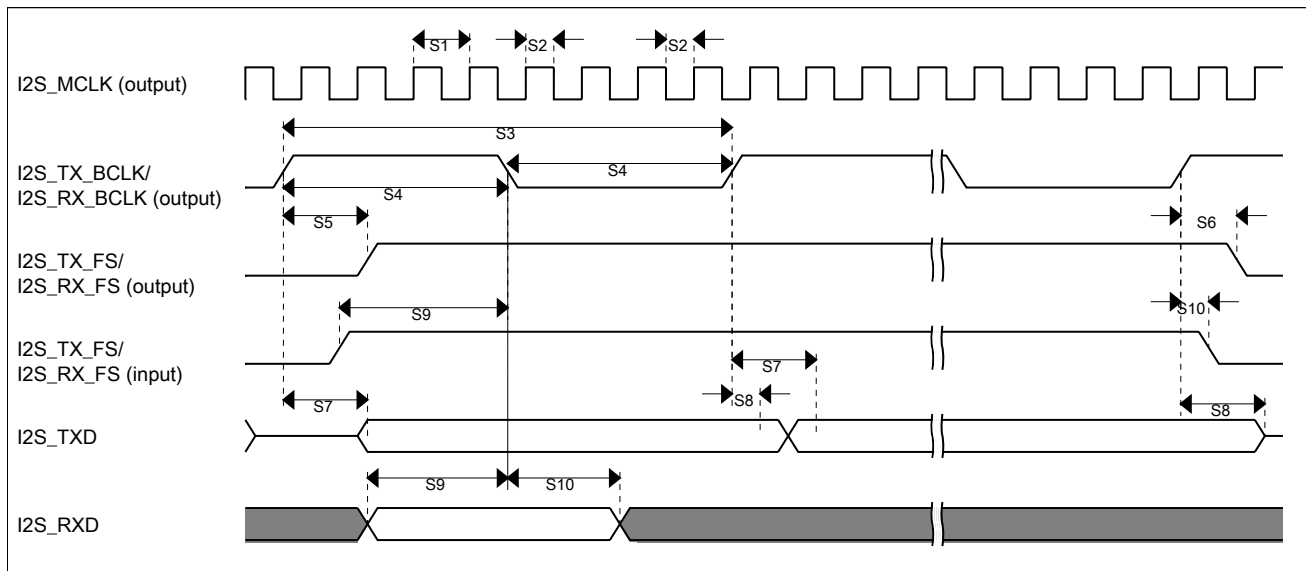 S1
S2
S2
I2S_MCLK (output)
S3
I2S_TX_BCLK/
I2S_RX_BCLK (output)
S4
S4
S5
S6
I2S_TX_FS/
I2S_RX_FS (output)
S9
S10
I2S_TX_FS/
I2S_RX_FS (input)
S7
S7
S8
S8
I2S_TXD
S9
S10
I2S_RXD